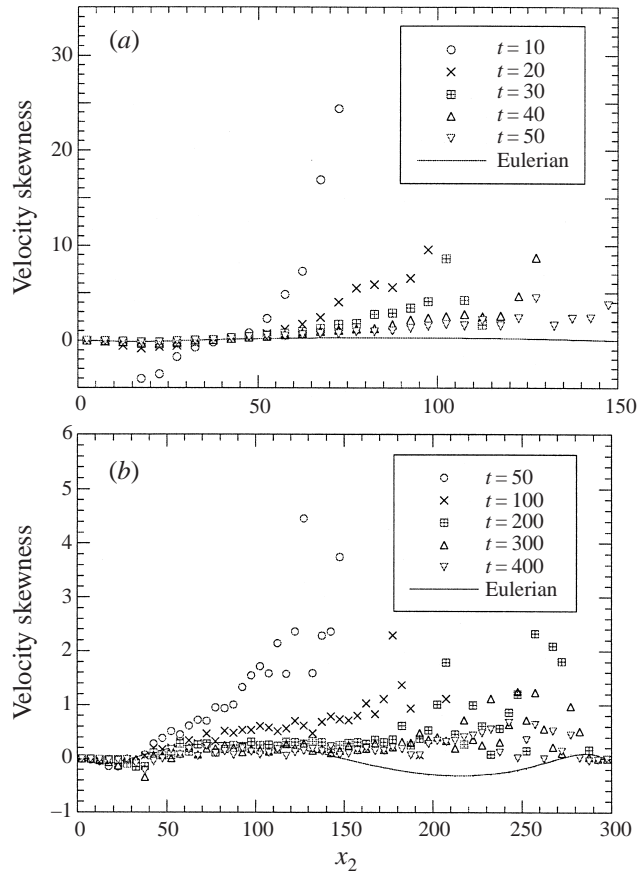 (a)
t = 10
t = 20
t = 30
t = 40
t = 50
Eulerian
Velocity skewness
30
20
10
0
0
50
100
150
(b)
t = 50
t = 100
t = 200
t = 300
t = 400
Eulerian
Velocity skewness
6
5
4
3
2
1
0
−1
0
50
100
150
200
250
300
x₂